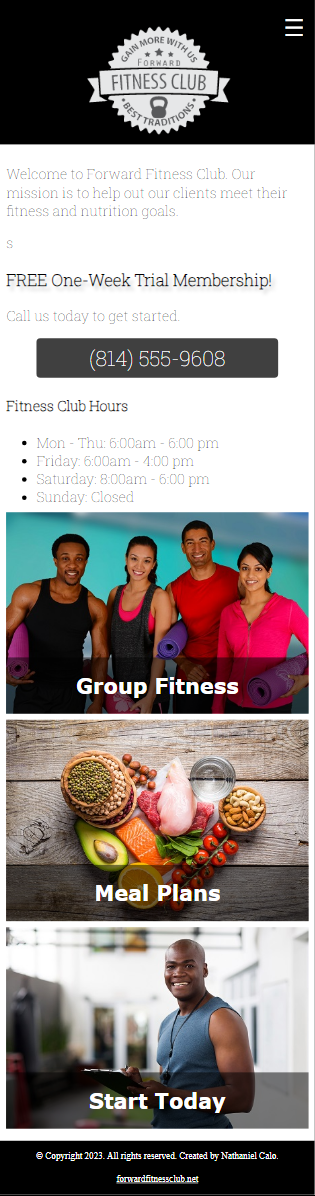 GAIN MORE WITH US
FORWARD
FITNESS CLUB
BEST TRADITIONS
Welcome to Forward Fitness Club. Our
mission is to help out our clients meet their
fitness and nutrition goals.
s
FREE One-Week Trial Membership!
Call us today to get started.
(814) 555-9608
Fitness Club Hours
Mon - Thu: 6:00am - 6:00 pm
Friday: 6:00am - 4:00 pm
Saturday: 8:00am - 6:00 pm
Sunday: Closed
Group Fitness
Meal Plans
Start Today
© Copyright 2023. All rights reserved. Created by Nathaniel Calo.
forwardfitnessclub.net